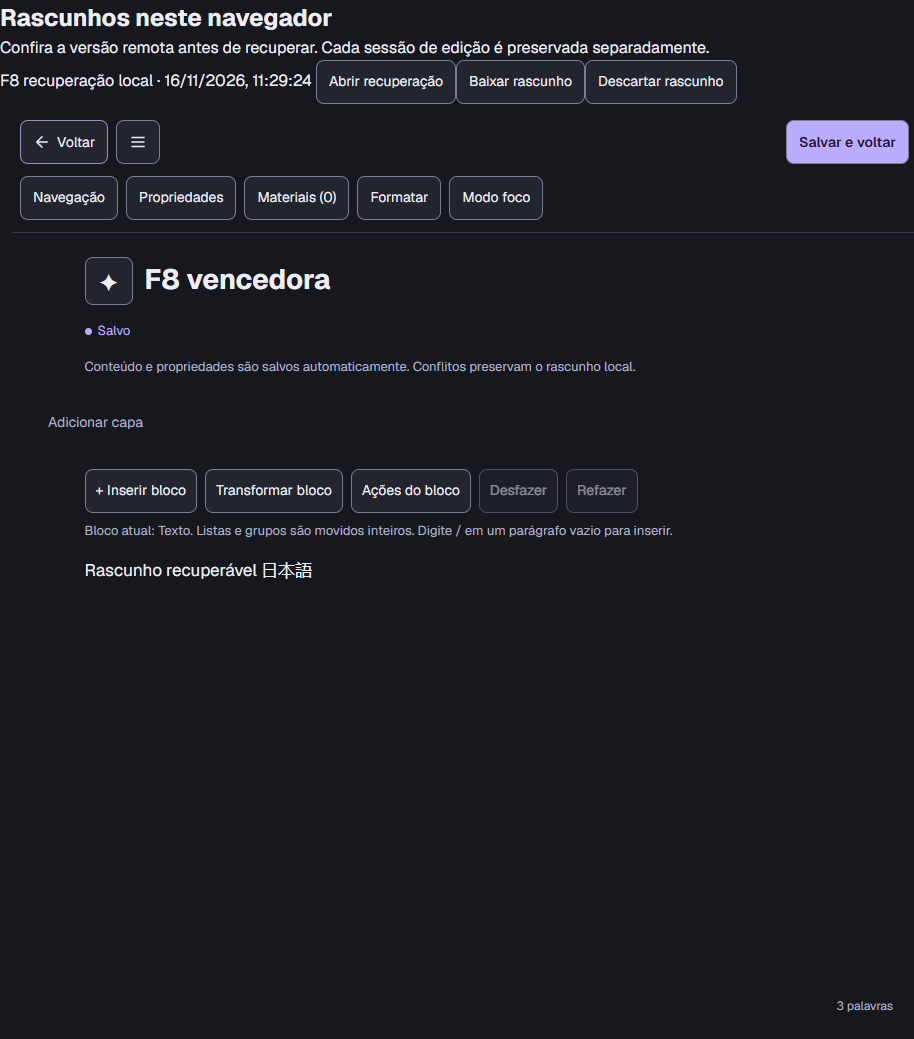 Rascunhos neste navegador
Confira a versão remota antes de recuperar. Cada sessão de edição é preservada separadamente.
F8 recuperação local · 16/11/2026, 11:29:24 Abrir recuperação Baixar rascunho Descartar rascunho
← Voltar Salvar e voltar
Navegação Propriedades Materiais (0) Formatar Modo foco
F8 vencedora
Salvo
Conteúdo e propriedades são salvos automaticamente. Conflitos preservam o rascunho local.
Adicionar capa
+ Inserir bloco Transformar bloco Ações do bloco Desfazer Refazer
Bloco atual: Texto. Listas e grupos são movidos inteiros. Digite / em um parágrafo vazio para inserir.
Rascunho recuperável 日本語
3 palavras